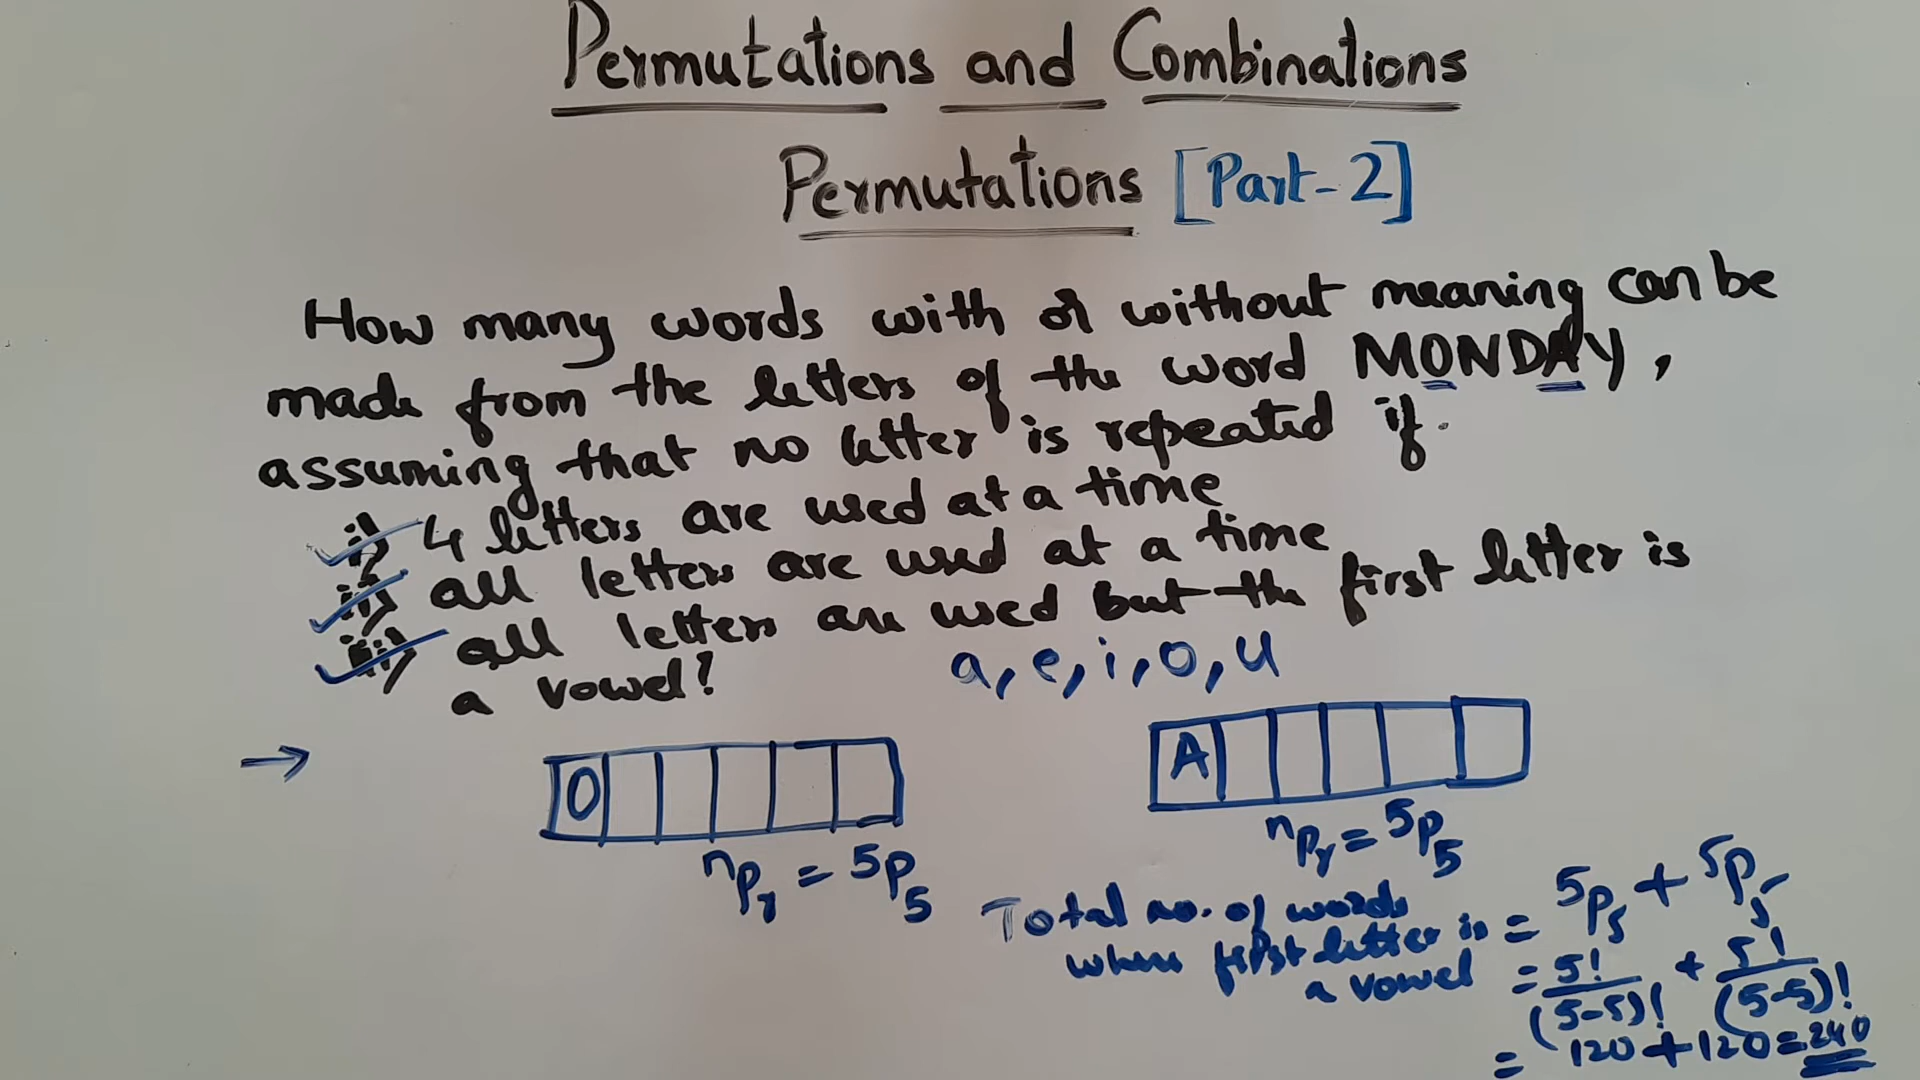 Permutations and Combinations
Permutations [Part-2]
How many words with or without meaning can be
made from the letters of the word MONDAY,
assuming that no letter is repeated if.
i) 4 letters are used at a time
ii) all letters are used at a time
iii) all letters are used but the first letter is
a vowel?
a, e, i, o, u
→
O
A
nPr = 5P5
nPr = 5P5
Total no. of words
where first letter is
a vowel
= 5P5 + 5P5
= 5!/(5-5)! + 5!/(5-5)!
= 120 + 120 = 240